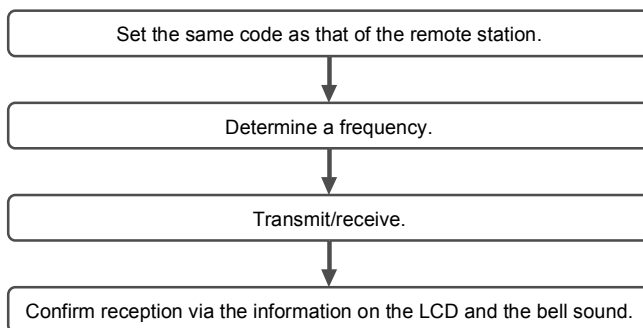 Set the same code as that of the remote station.
Determine a frequency.
Transmit/receive.
Confirm reception via the information on the LCD and the bell sound.